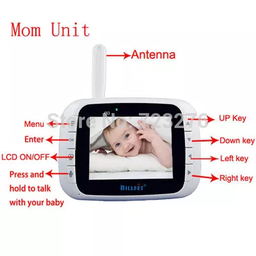 Mom Unit
Antenna
Menu
Enter
LCD ON/OFF
Press and
hold to talk
with your baby
UP Key
Down key
Left key
Right key